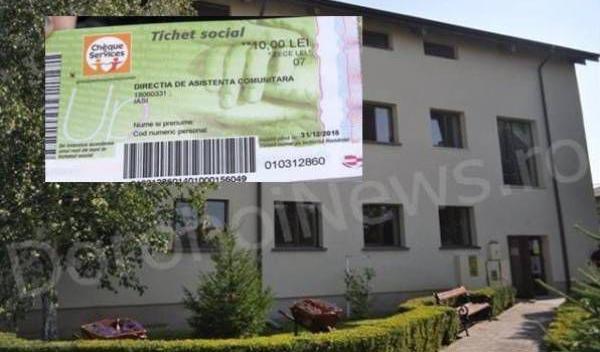 Tichet social
Chèque
Services
**10,00 LEI
* ZECE LEI *
07
DIRECTIA DE ASISTENTA COMUNITARA
18060331
IASI
Up
Nume si prenume:
Cod numeric personal:
31/12/2015
010312860
DorohoiNews.ro